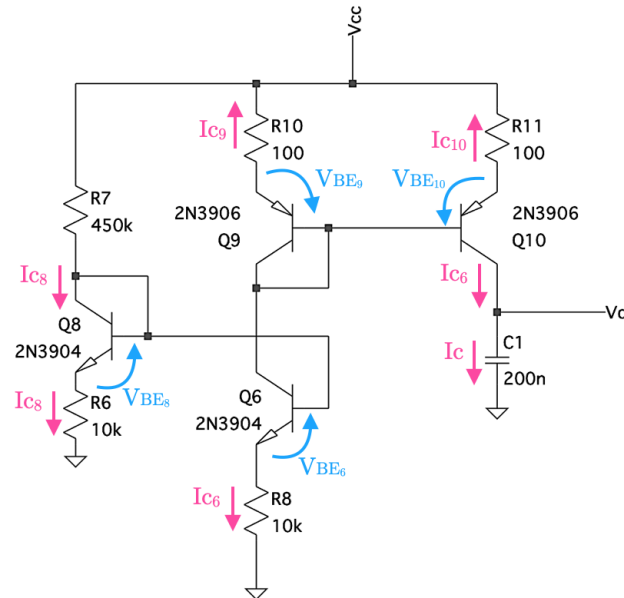 Vcc
Ic9
R10
100
Ic10
R11
100
VBE9
VBE10
R7
450k
2N3906
Q9
2N3906
Q10
Ic8
Ic6
Q8
2N3904
Vc
Ic
C1
200n
VBE8
Ic8
R6
10k
Q6
2N3904
VBE6
Ic6
R8
10k